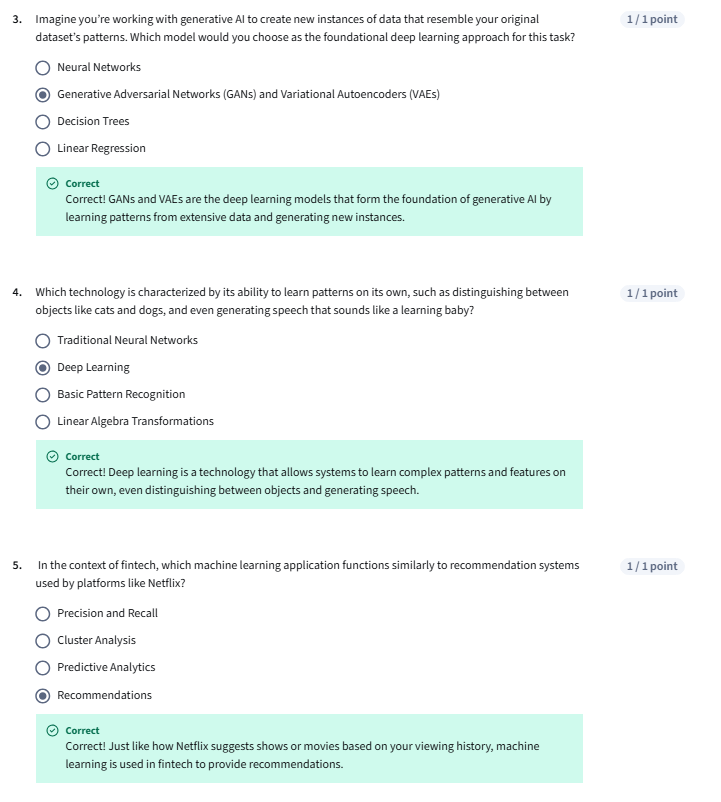 3. Imagine you're working with generative AI to create new instances of data that resemble your original 1 / 1 point
dataset's patterns. Which model would you choose as the foundational deep learning approach for this task?
Neural Networks
Generative Adversarial Networks (GANs) and Variational Autoencoders (VAEs)
Decision Trees
Linear Regression
Correct
Correct! GANs and VAEs are the deep learning models that form the foundation of generative AI by
learning patterns from extensive data and generating new instances.
4. Which technology is characterized by its ability to learn patterns on its own, such as distinguishing between 1 / 1 point
objects like cats and dogs, and even generating speech that sounds like a learning baby?
Traditional Neural Networks
Deep Learning
Basic Pattern Recognition
Linear Algebra Transformations
Correct
Correct! Deep learning is a technology that allows systems to learn complex patterns and features on
their own, even distinguishing between objects and generating speech.
5. In the context of fintech, which machine learning application functions similarly to recommendation systems 1 / 1 point
used by platforms like Netflix?
Precision and Recall
Cluster Analysis
Predictive Analytics
Recommendations
Correct
Correct! Just like how Netflix suggests shows or movies based on your viewing history, machine
learning is used in fintech to provide recommendations.